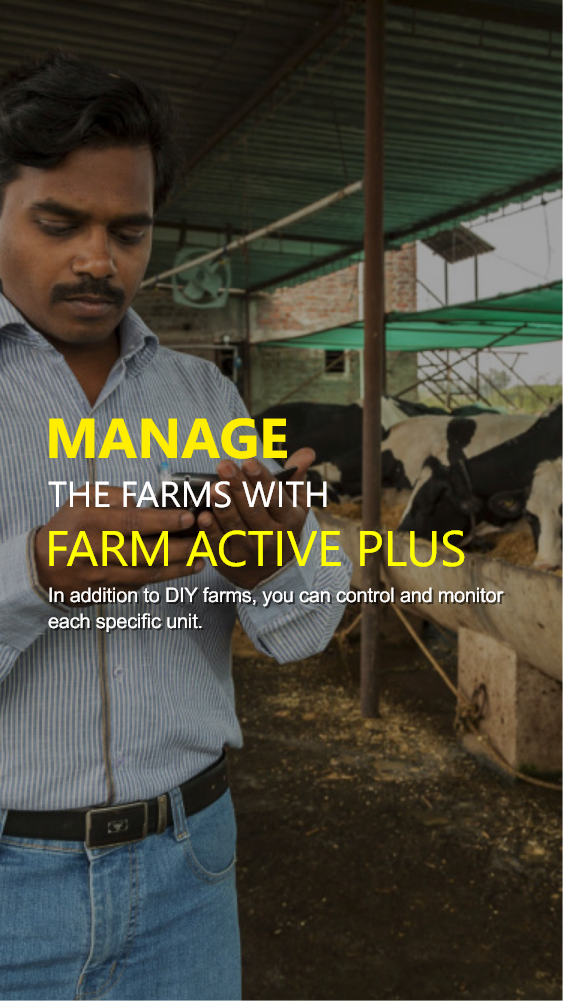 MANAGE
THE FARMS WITH
FARM ACTIVE PLUS
In addition to DIY farms, you can control and monitor
each specific unit.